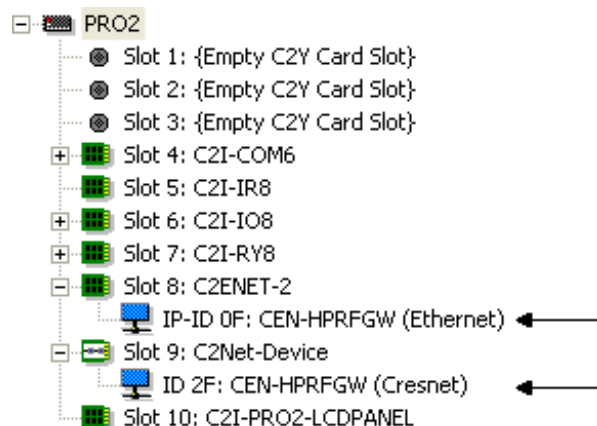 PRO2
Slot 1: {Empty C2Y Card Slot}
Slot 2: {Empty C2Y Card Slot}
Slot 3: {Empty C2Y Card Slot}
Slot 4: C2I-COM6
Slot 5: C2I-IR8
Slot 6: C2I-IO8
Slot 7: C2I-RY8
Slot 8: C2ENET-2
IP-ID 0F: CEN-HPRFGW (Ethernet)
Slot 9: C2Net-Device
ID 2F: CEN-HPRFGW (Cresnet)
Slot 10: C2I-PRO2-LCDPANEL